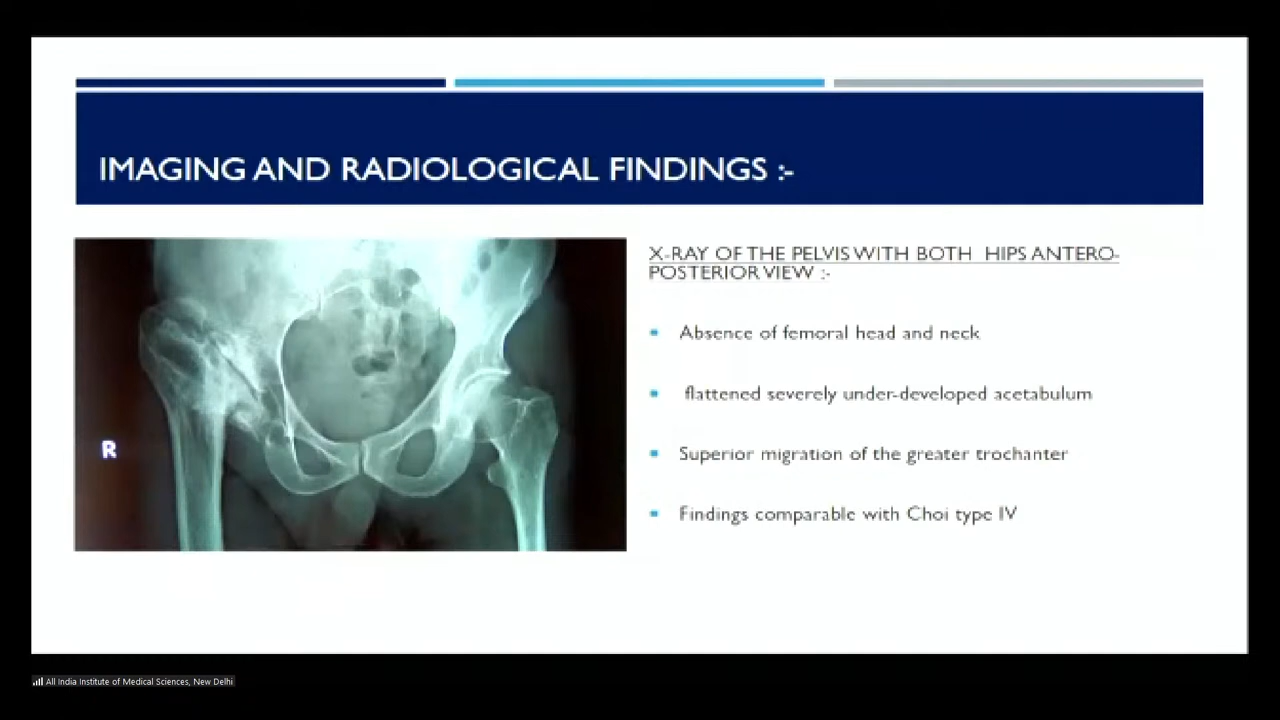 IMAGING AND RADIOLOGICAL FINDINGS :-
X-RAY OF THE PELVIS WITH BOTH HIPS ANTERO-
POSTERIOR VIEW :-
Absence of femoral head and neck
flattened severely under-developed acetabulum
Superior migration of the greater trochanter
Findings comparable with Choi type IV
R
All India Institute of Medical Sciences, New Delhi